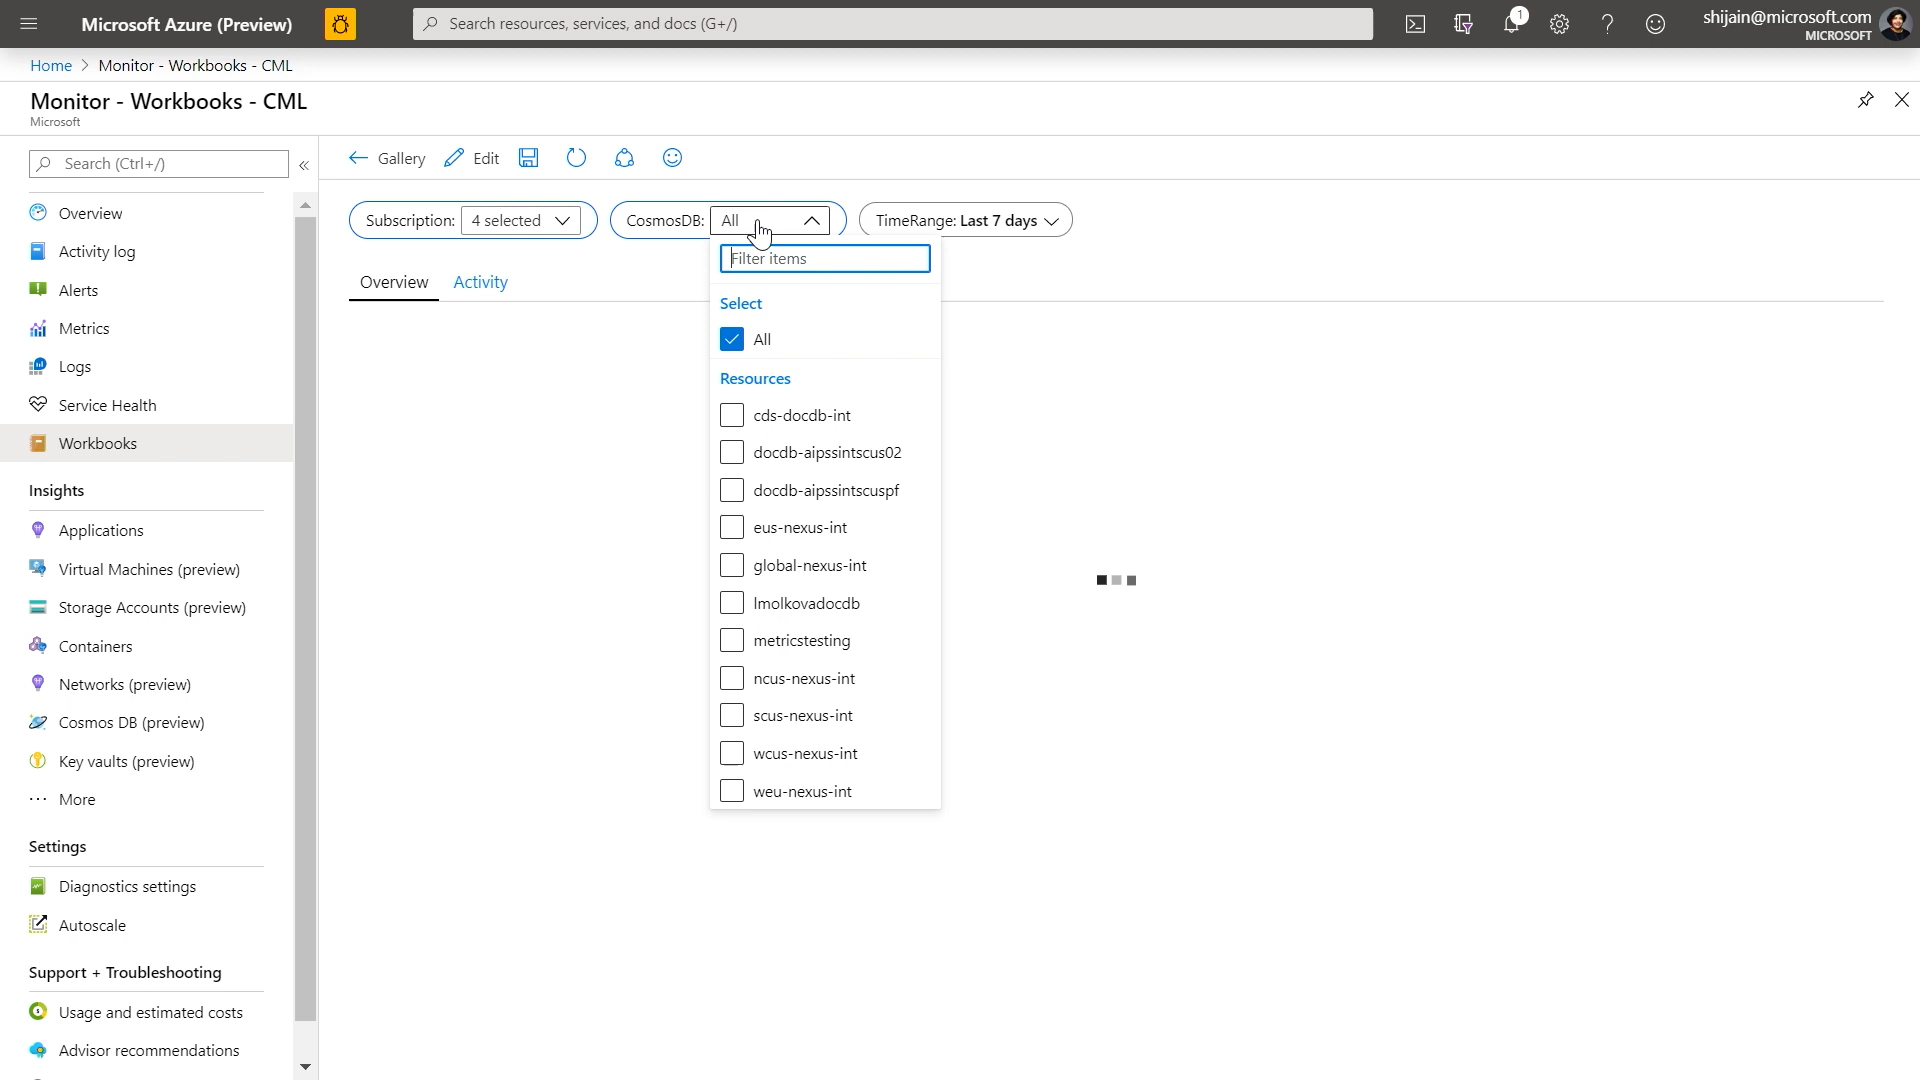 Microsoft Azure (Preview)
Search resources, services, and docs (G+/)
1
shijain@microsoft.com
MICROSOFT
Home > Monitor - Workbooks - CML
Monitor - Workbooks - CML
Microsoft
Search (Ctrl+/)
Overview
Activity log
Alerts
Metrics
Logs
Service Health
Workbooks
Insights
Applications
Virtual Machines (preview)
Storage Accounts (preview)
Containers
Networks (preview)
Cosmos DB (preview)
Key vaults (preview)
More
Settings
Diagnostics settings
Autoscale
Support + Troubleshooting
Usage and estimated costs
Advisor recommendations
Gallery Edit
Subscription: 4 selected CosmosDB: All TimeRange: Last 7 days
Overview Activity
Filter items
Select
All
Resources
cds-docdb-int
docdb-aipssintscus02
docdb-aipssintscuspf
eus-nexus-int
global-nexus-int
lmolkovadocdb
metricstesting
ncus-nexus-int
scus-nexus-int
wcus-nexus-int
weu-nexus-int